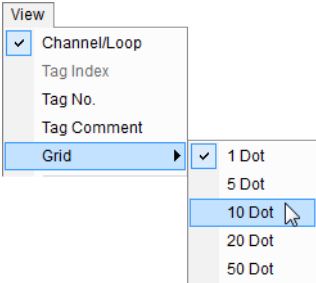 View
Channel/Loop
Tag Index
Tag No.
Tag Comment
Grid
1 Dot
5 Dot
10 Dot
20 Dot
50 Dot